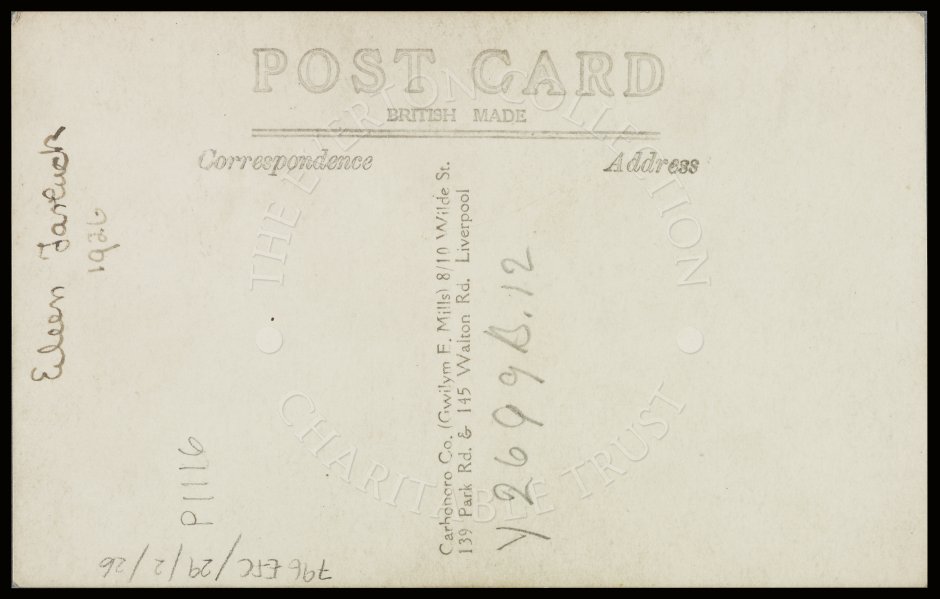 POST CARD
BRITISH MADE
Correspondence
Address
Eileen
1926
Carbonoro Co. (Gwilym E. Mills) 8/10 Wilde St.
139 Park Rd. & 145 Walton Rd. Liverpool
Y2699B.12
P1116
796 EFC/29/2/26
THE EVERTON COLLECTION
CHARITABLE TRUST